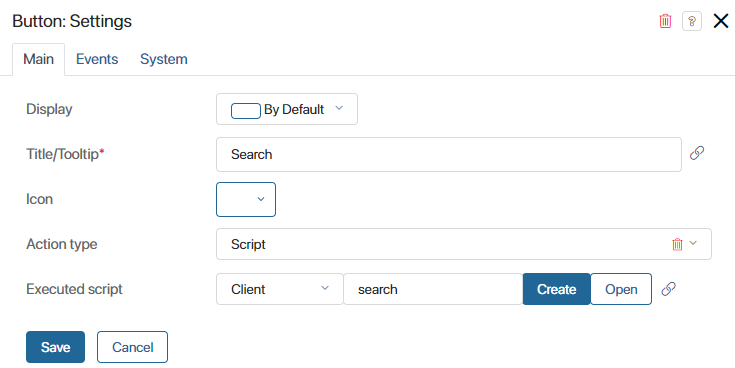 Button: Settings ?
Main Events System
Display By Default
Title/Tooltip* Search
Icon
Action type Script
Executed script Client search Create Open
Save Cancel